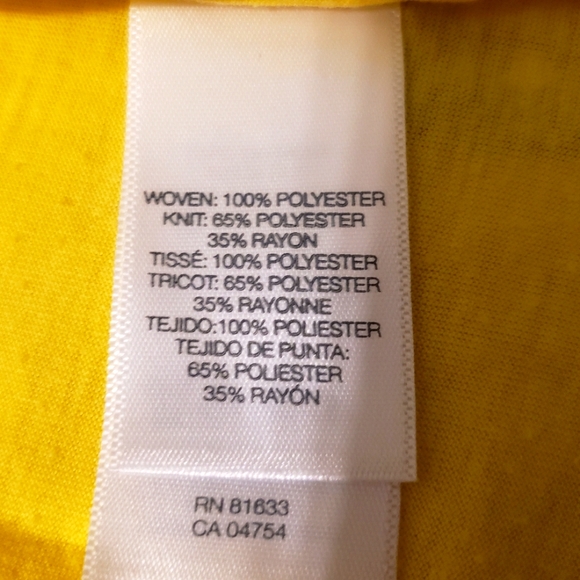 WOVEN: 100% POLYESTER
KNIT: 65% POLYESTER
35% RAYON
TISSÉ: 100% POLYESTER
TRICOT: 65% POLYESTER
35% RAYONNE
TEJIDO:100% POLIESTER
TEJIDO DE PUNTA:
65% POLIESTER
35% RAYÓN
RN 81633
CA 04754